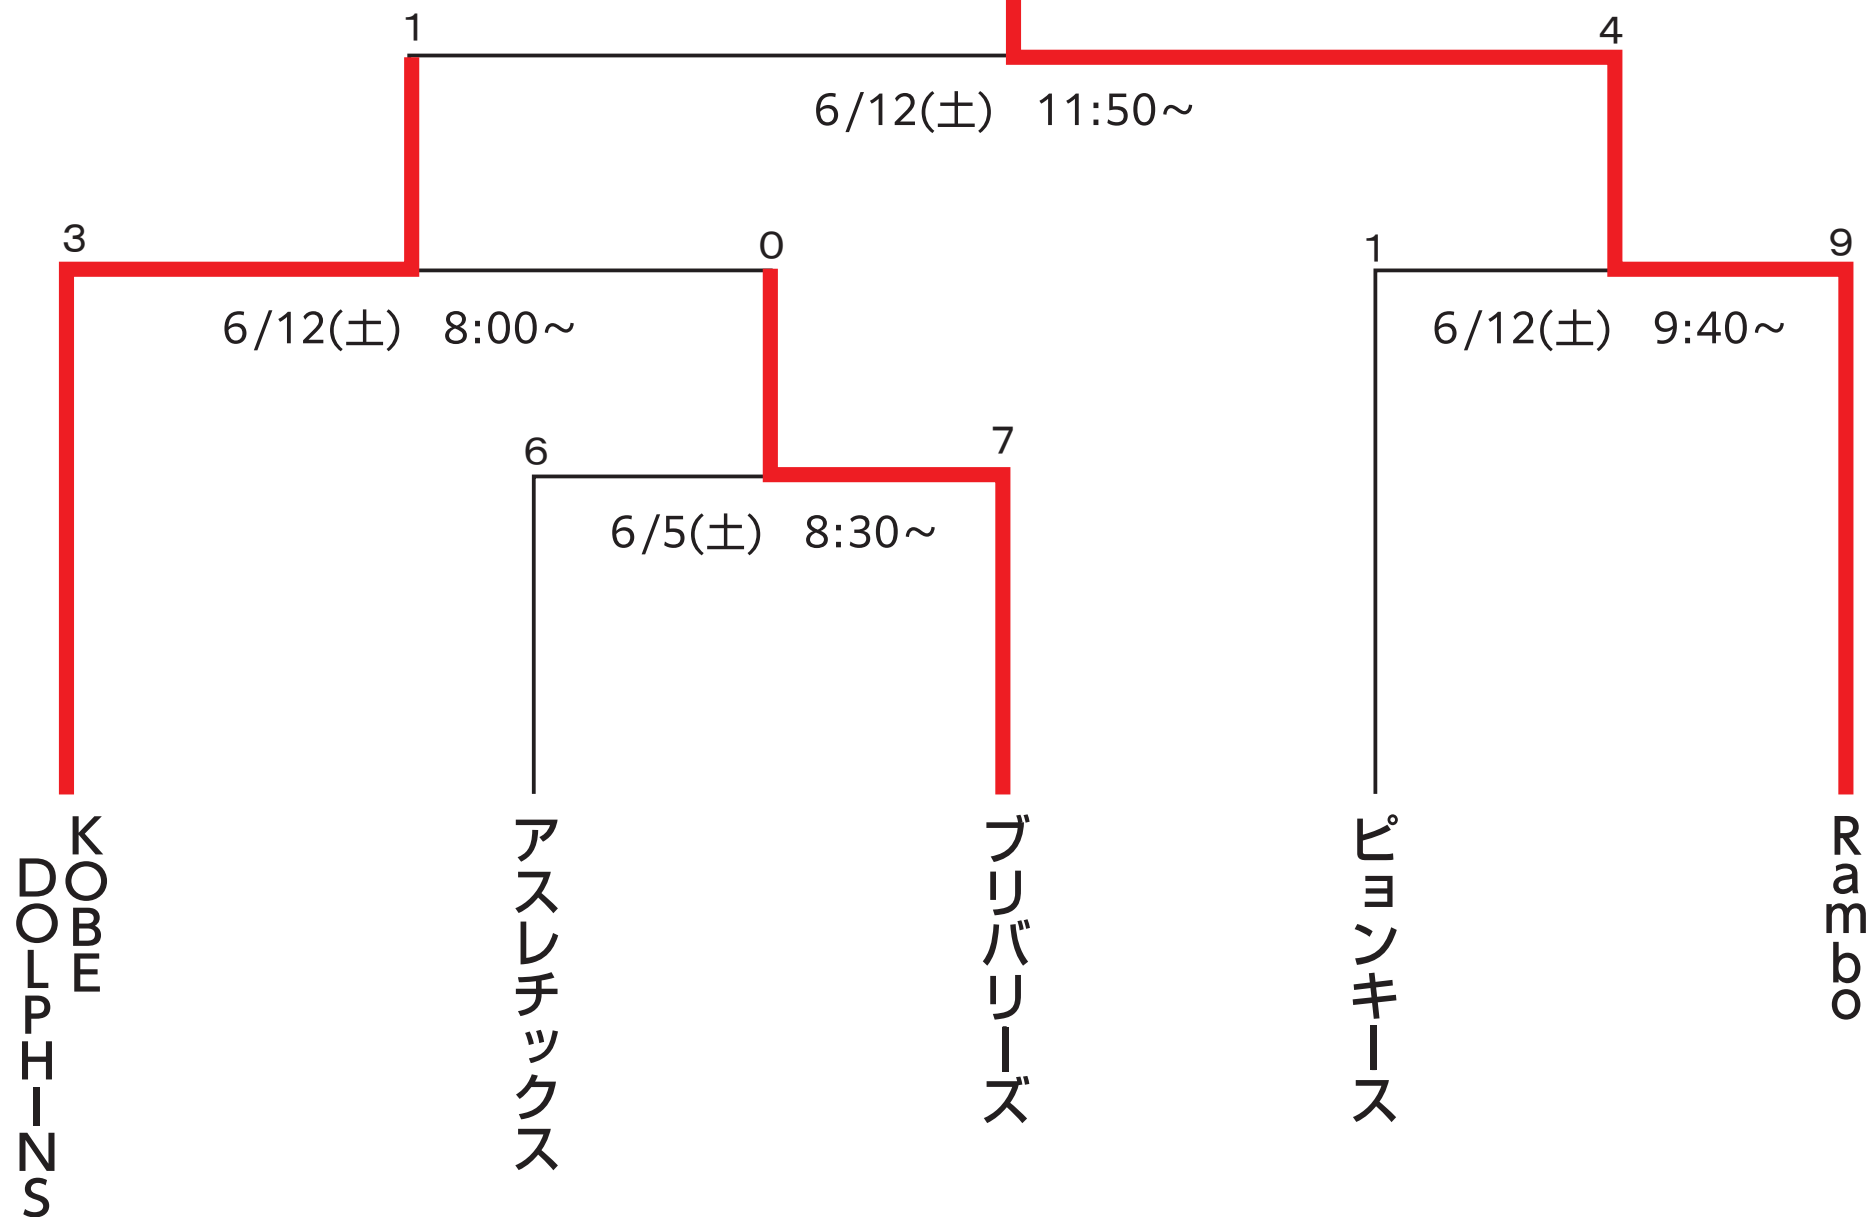 1
4
6/12(土) 11:50～
3
0
1
9
6/12(土) 8:00～
6/12(土) 9:40～
6
7
6/5(土) 8:30～
KOBE
DOLPHINS
アスレチックス
ブリバリーズ
ピョンキース
Rambo